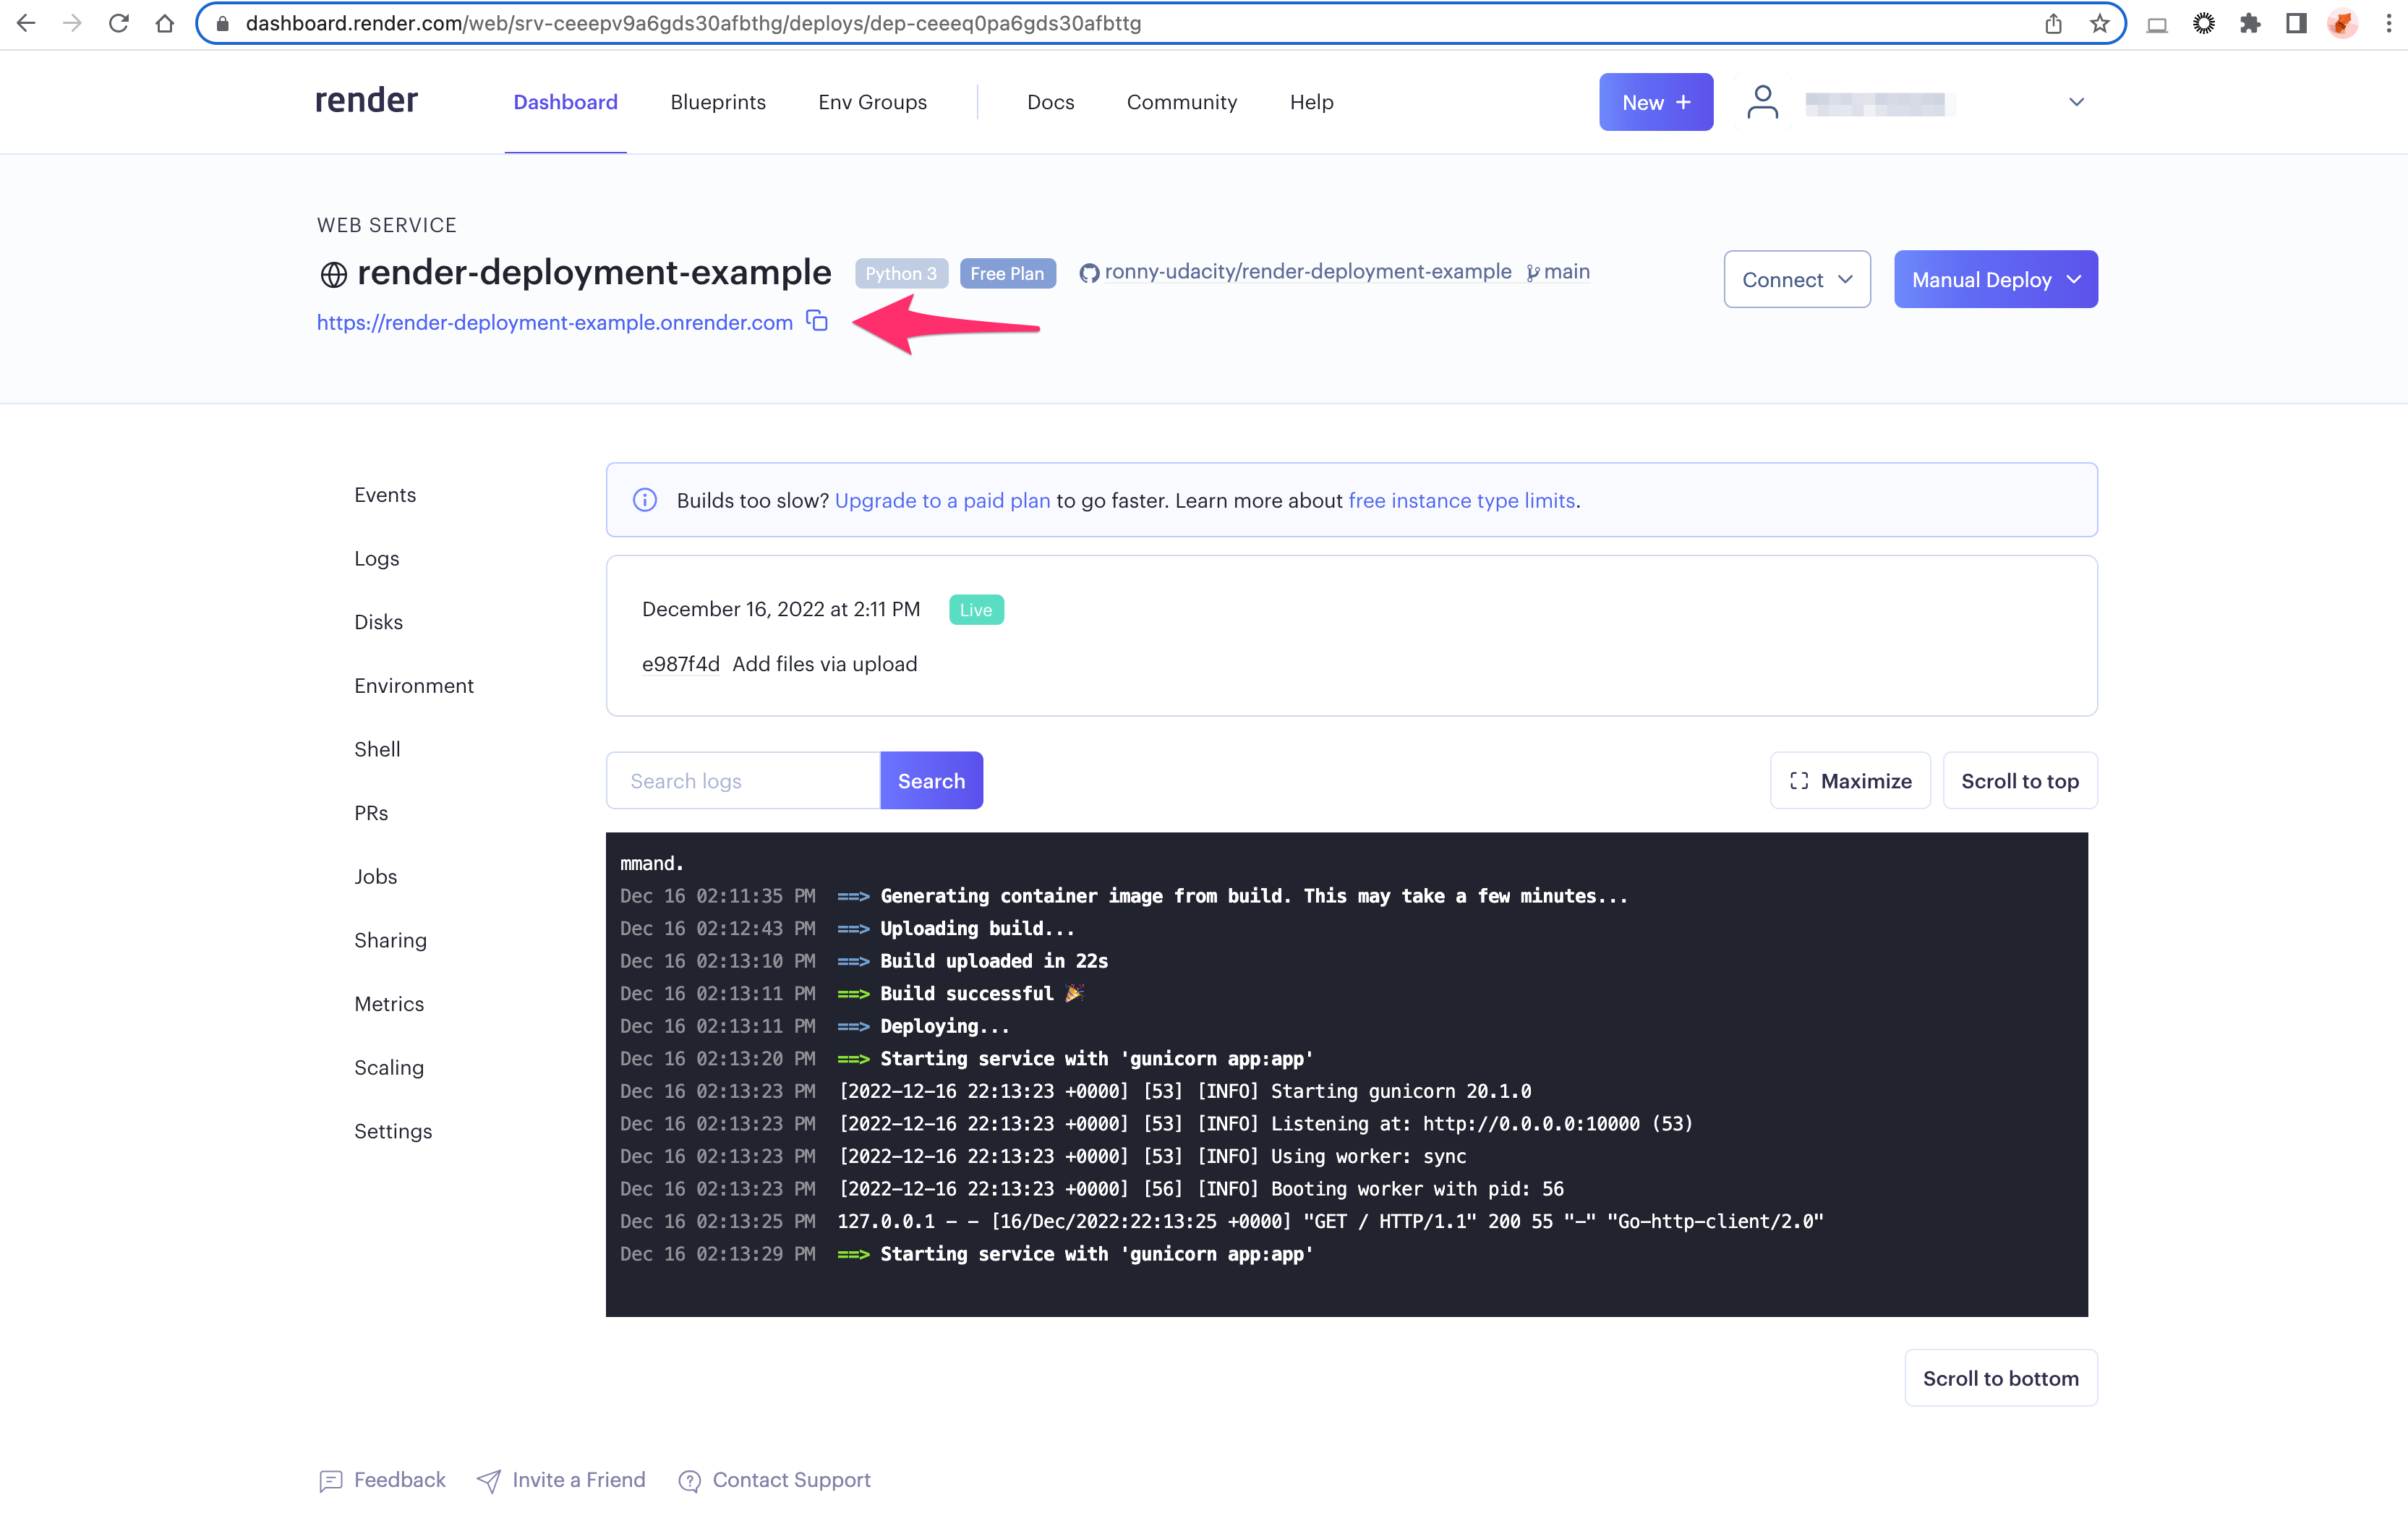 dashboard.render.com/web/srv-ceeepv9a6gds30afbthg/deploys/dep-ceeeq0pa6gds30afbttg
render
Dashboard
Blueprints
Env Groups
Docs
Community
Help
New +
WEB SERVICE
render-deployment-example
Python 3
Free Plan
ronny-udacity/render-deployment-example
main
Connect
Manual Deploy
https://render-deployment-example.onrender.com
Events
Logs
Disks
Environment
Shell
PRs
Jobs
Sharing
Metrics
Scaling
Settings
Builds too slow? Upgrade to a paid plan to go faster. Learn more about free instance type limits.
December 16, 2022 at 2:11 PM
Live
e987f4d Add files via upload
Search logs
Search
Maximize
Scroll to top
mmand.
Dec 16 02:11:35 PM ==> Generating container image from build. This may take a few minutes...
Dec 16 02:12:43 PM ==> Uploading build...
Dec 16 02:13:10 PM ==> Build uploaded in 22s
Dec 16 02:13:11 PM ==> Build successful 🎉
Dec 16 02:13:11 PM ==> Deploying...
Dec 16 02:13:20 PM ==> Starting service with 'gunicorn app:app'
Dec 16 02:13:23 PM [2022-12-16 22:13:23 +0000] [53] [INFO] Starting gunicorn 20.1.0
Dec 16 02:13:23 PM [2022-12-16 22:13:23 +0000] [53] [INFO] Listening at: http://0.0.0.0:10000 (53)
Dec 16 02:13:23 PM [2022-12-16 22:13:23 +0000] [53] [INFO] Using worker: sync
Dec 16 02:13:23 PM [2022-12-16 22:13:23 +0000] [56] [INFO] Booting worker with pid: 56
Dec 16 02:13:25 PM 127.0.0.1 - - [16/Dec/2022:22:13:25 +0000] "GET / HTTP/1.1" 200 55 "-" "Go-http-client/2.0"
Dec 16 02:13:29 PM ==> Starting service with 'gunicorn app:app'
Scroll to bottom
Feedback
Invite a Friend
Contact Support